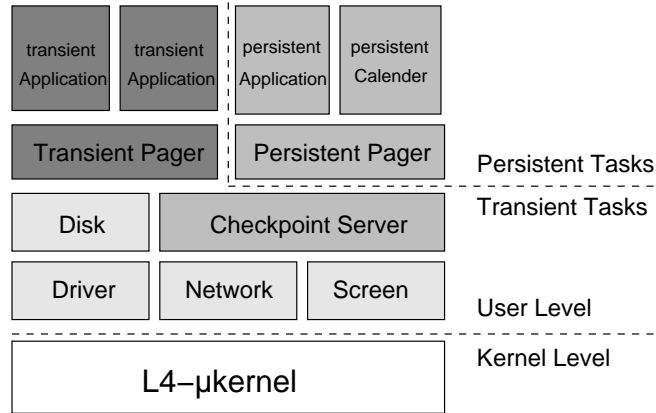 transient
Application
transient
Application
persistent
Application
persistent
Calender
Transient Pager
Persistent Pager
Persistent Tasks
Transient Tasks
Disk
Checkpoint Server
Driver
Network
Screen
User Level
Kernel Level
L4−μkernel